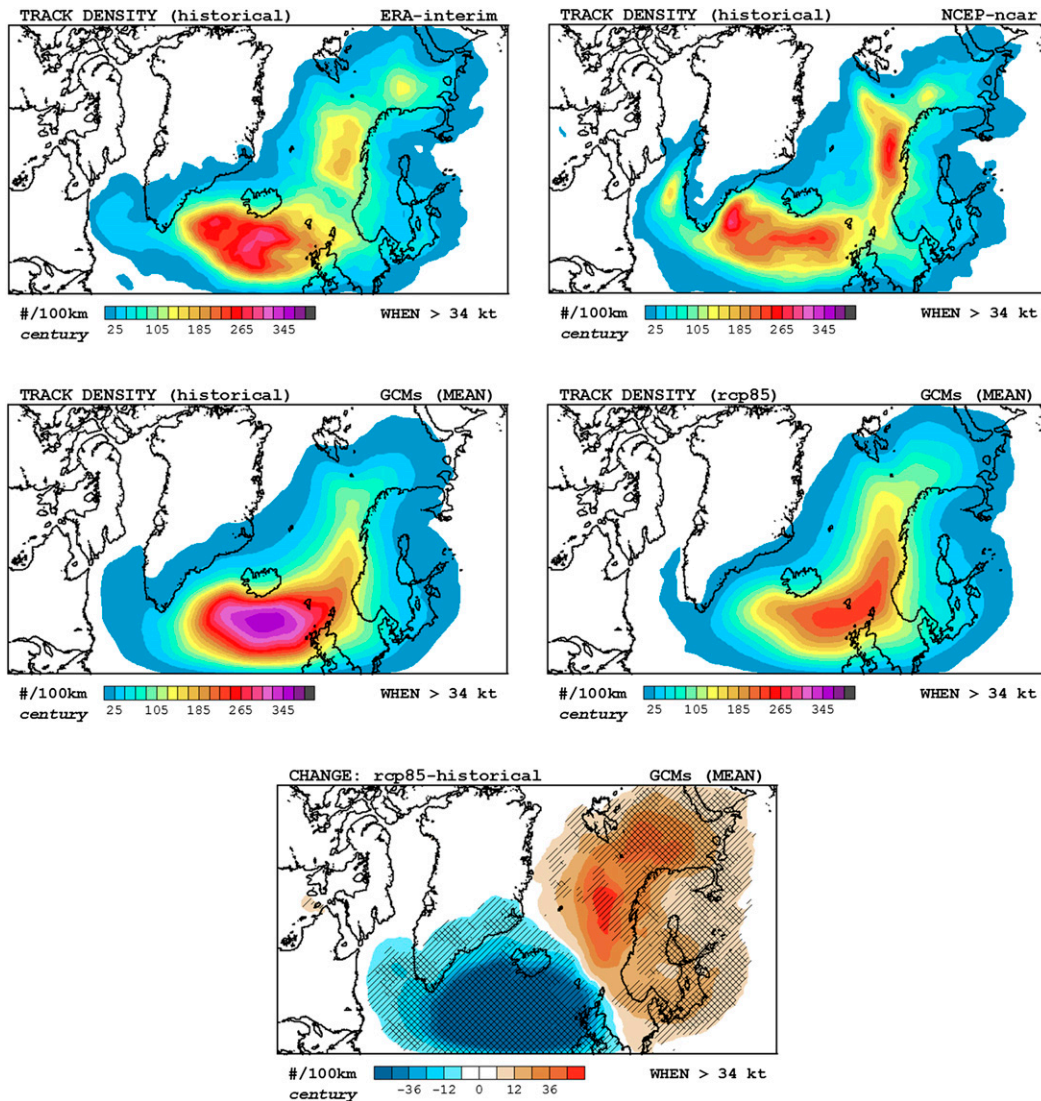 TRACK DENSITY (historical) ERA-interim
#/100km 25 105 185 265 345 WHEN > 34 kt
century
TRACK DENSITY (historical) NCEP-ncar
#/100km 25 105 185 265 345 WHEN > 34 kt
century
TRACK DENSITY (historical) GCMs (MEAN)
#/100km 25 105 185 265 345 WHEN > 34 kt
century
TRACK DENSITY (rcp85) GCMs (MEAN)
#/100km 25 105 185 265 345 WHEN > 34 kt
century
CHANGE: rcp85-historical GCMs (MEAN)
#/100km -36 -12 0 12 36 WHEN > 34 kt
century